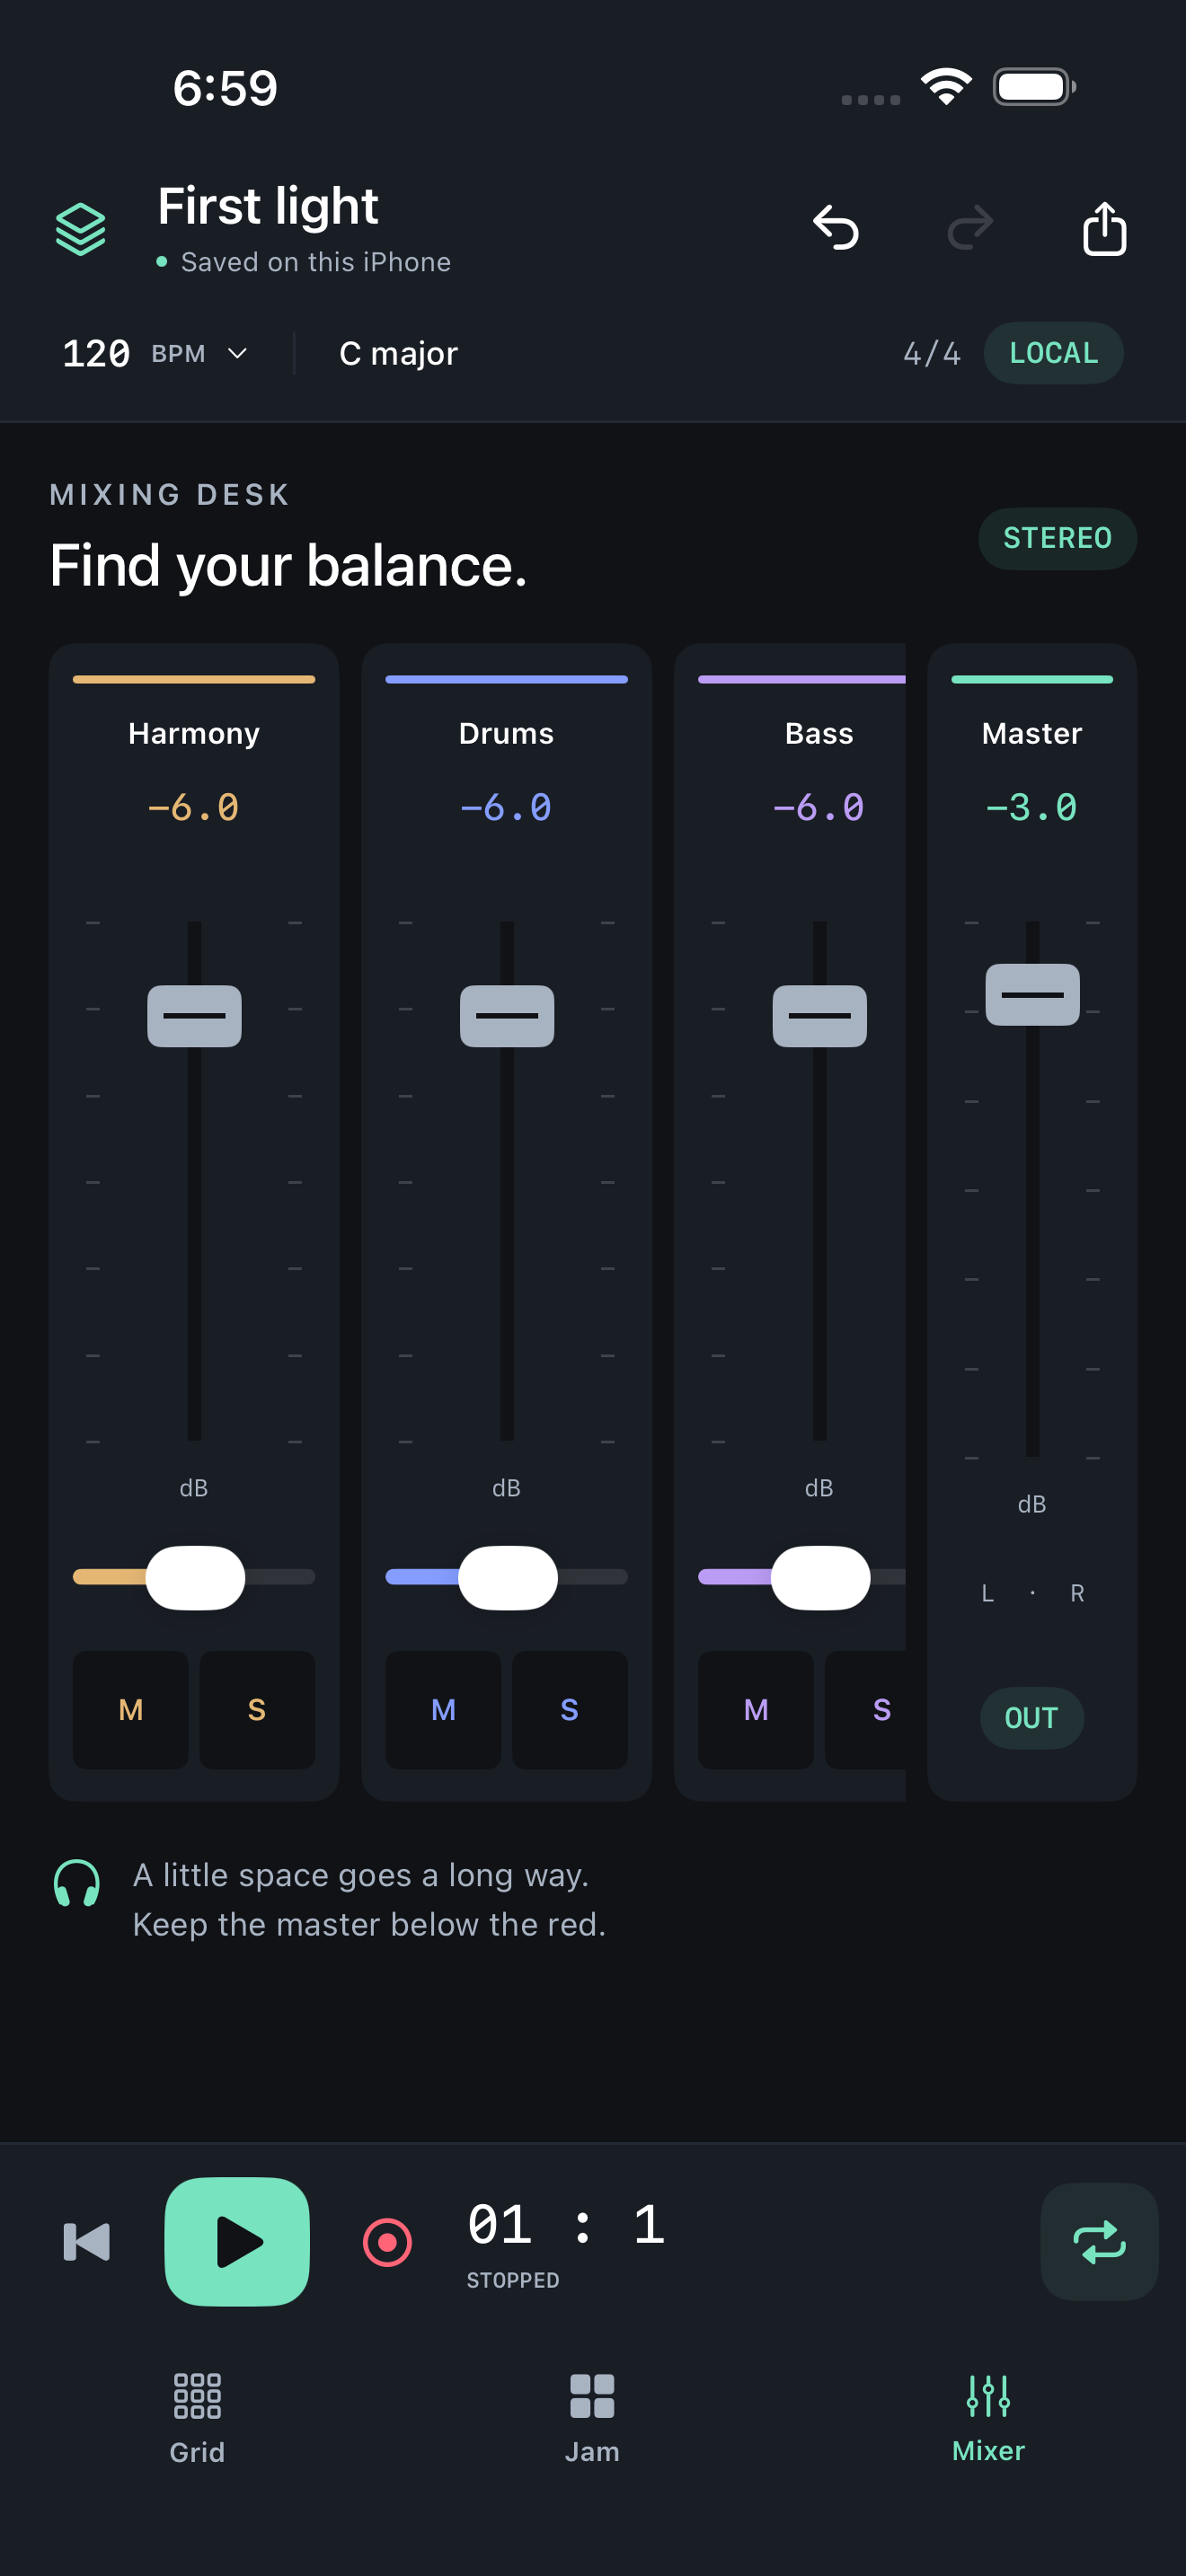 6:59
First light
Saved on this iPhone
120 BPM
C major
4/4
LOCAL
MIXING DESK
Find your balance.
STEREO
Harmony
Drums
Bass
Master
−6.0
−6.0
−6.0
−3.0
dB
dB
dB
dB
L · R
M
S
M
S
M
S
OUT
A little space goes a long way.
Keep the master below the red.
01 : 1
STOPPED
Grid
Jam
Mixer